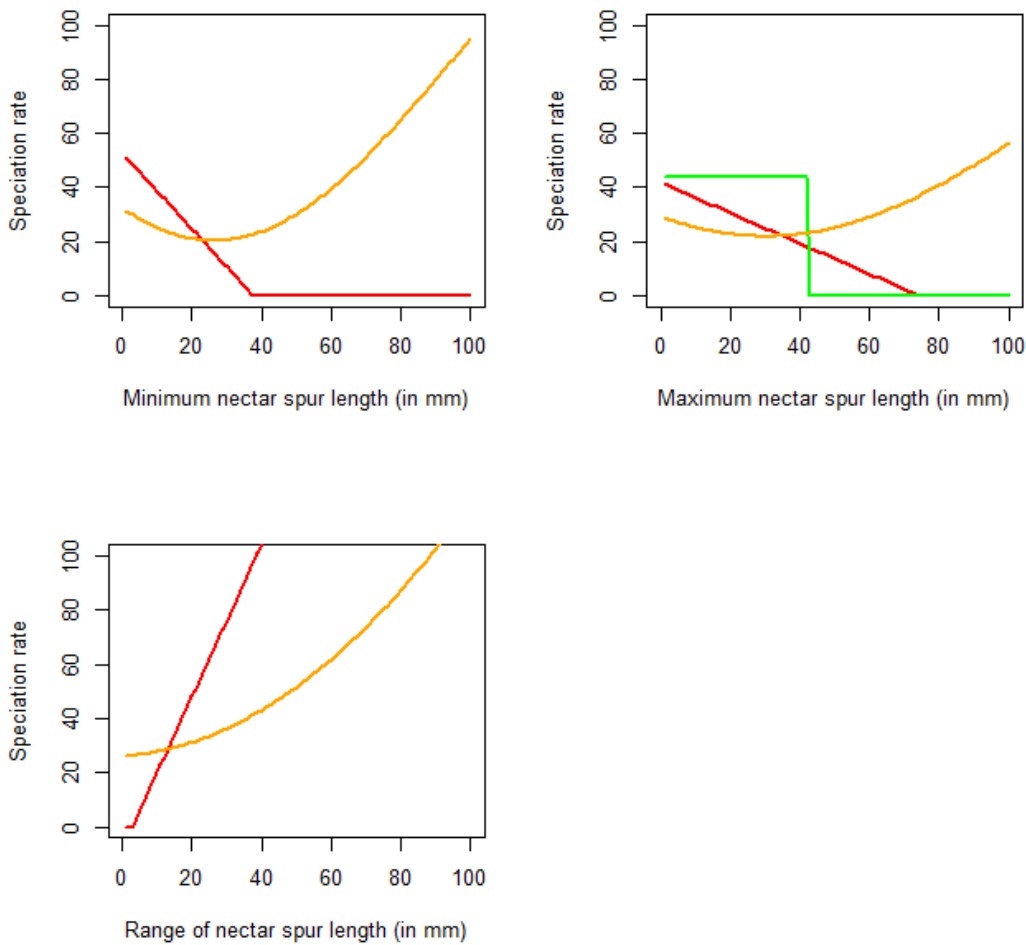 Speciation rate
0 20 40 60 80 100
0 20 40 60 80 100
Minimum nectar spur length (in mm)
Speciation rate
0 20 40 60 80 100
0 20 40 60 80 100
Maximum nectar spur length (in mm)
Speciation rate
0 20 40 60 80 100
0 20 40 60 80 100
Range of nectar spur length (in mm)